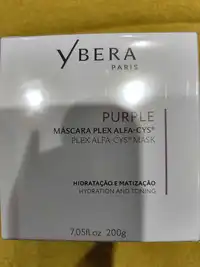 YBERA
PARIS
PURPLE
MÁSCARA PLEX ALFA-CYS®
PLEX ALFA-CYS® MASK
HIDRATAÇÃO E MATIZAÇÃO
HYDRATION AND TONING
7,05fl.oz 200g